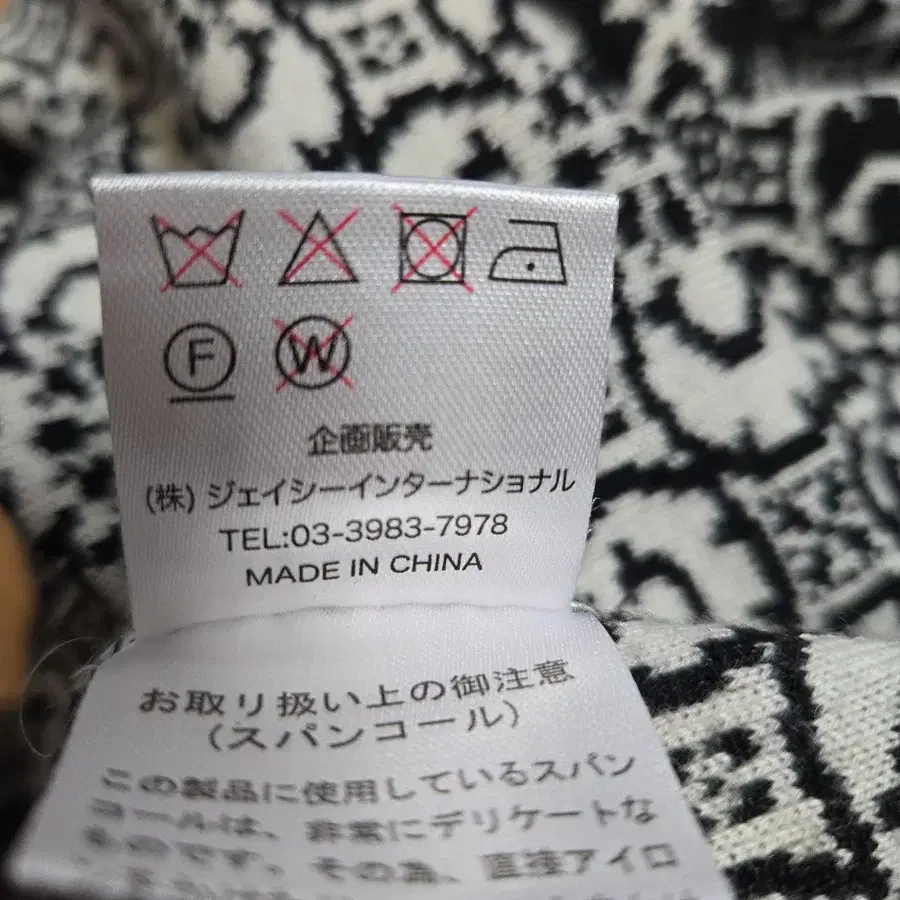 F W
企画販売
(株) ジェイシーインターナショナル
TEL:03-3983-7978
MADE IN CHINA
お取り扱い上の御注意
(スパンコール)
この製品に使用しているスパン
コールは、非常にデリケートな
ものです。その為、直接アイロ